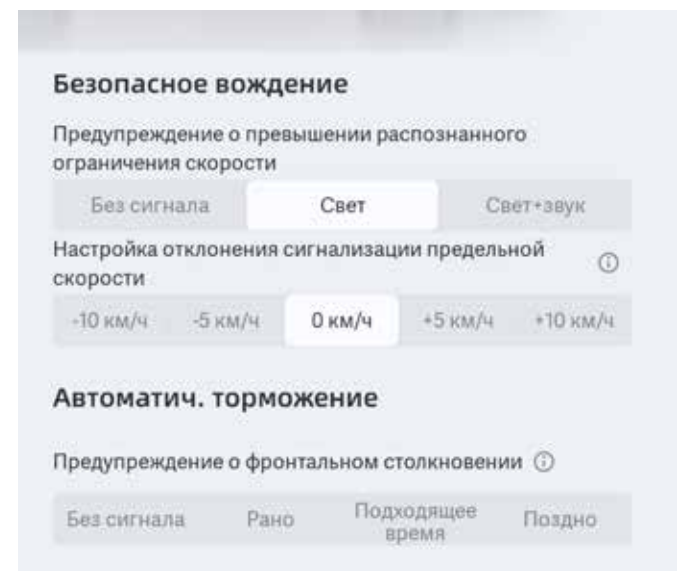 Безопасное вождение
Предупреждение о превышении распознанного
ограничения скорости
Без сигнала Свет Свет+звук
Настройка отклонения сигнализации предельной
скорости
-10 км/ч -5 км/ч 0 км/ч +5 км/ч +10 км/ч
Автоматич. торможение
Предупреждение о фронтальном столкновении
Без сигнала Рано Подходящее
время Поздно